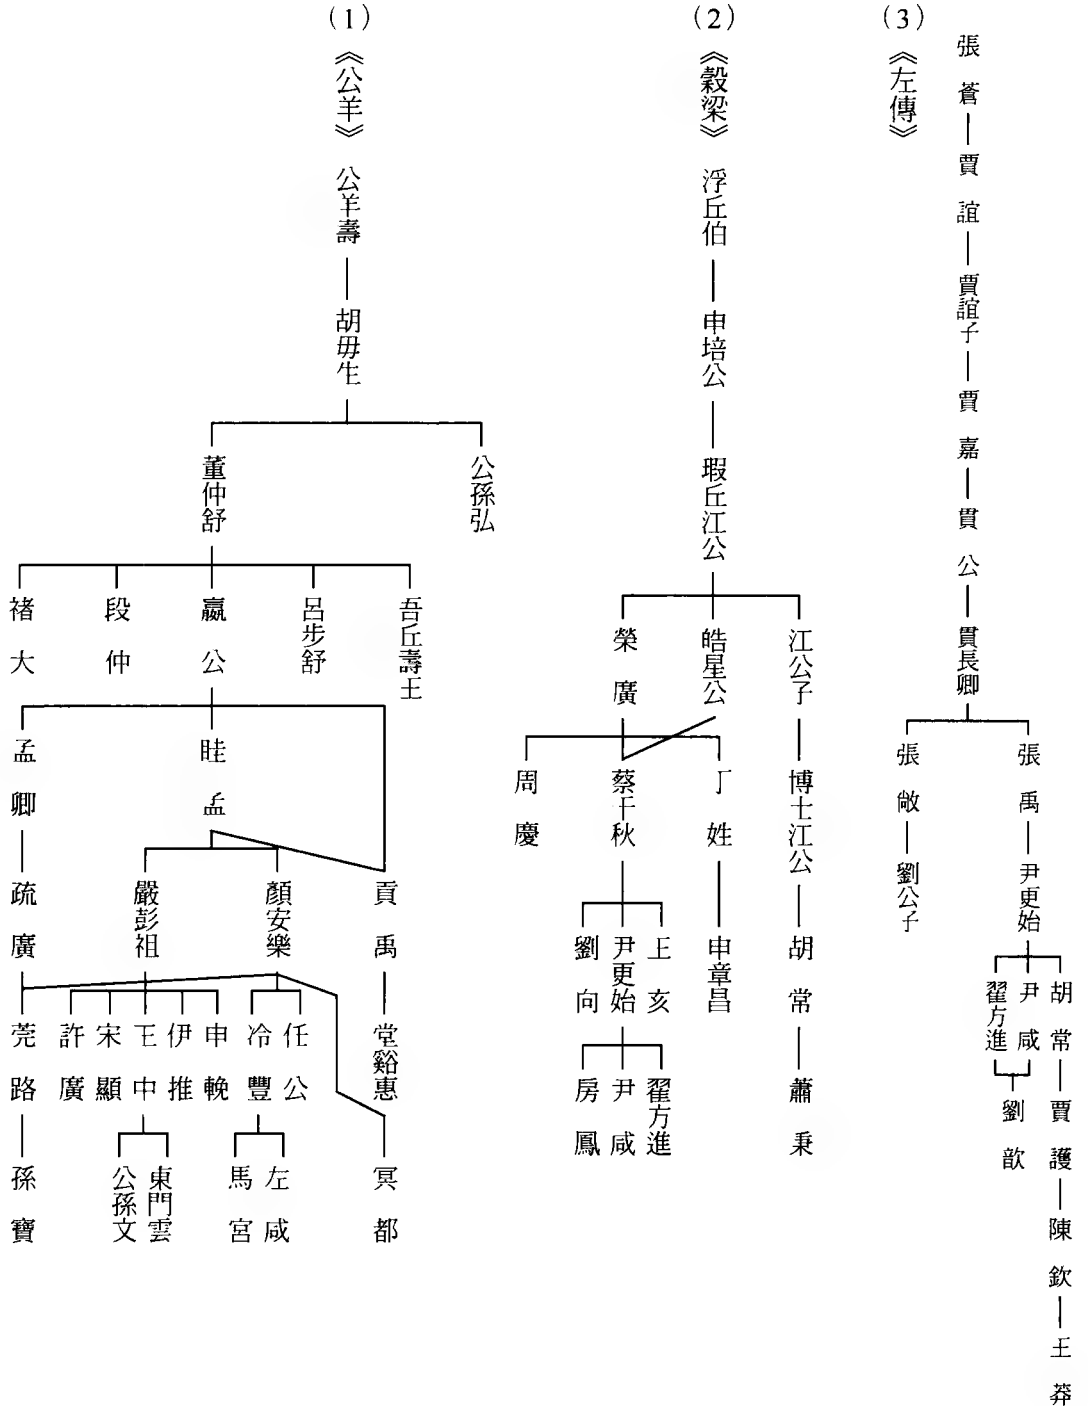 (1)
《公羊》
公羊壽
胡毋生
董仲舒
公孫弘
褚大
段仲
嬴公
呂步舒
吾丘壽王
孟卿
眭孟
疏廣
嚴彭祖
顏安樂
貢禹
莞路
許廣
宋顯
王中
伊推
申輓
冷豐
任公
堂谿惠
孫寶
公孫文
東門雲
馬宮
左咸
冥都
(2)
《穀梁》
浮丘伯
申培公
瑕丘江公
榮廣
皓星公
江公子
周慶
蔡千秋
丁姓
博士江公
劉向
尹更始
王亥
申章昌
胡常
房鳳
尹咸
翟方進
蕭秉
(3)
《左傳》
張蒼
賈誼
賈誼子
賈嘉
貫公
貫長卿
張敞
張禹
劉公子
尹更始
翟方進
尹咸
胡常
劉歆
賈護
陳欽
王莽